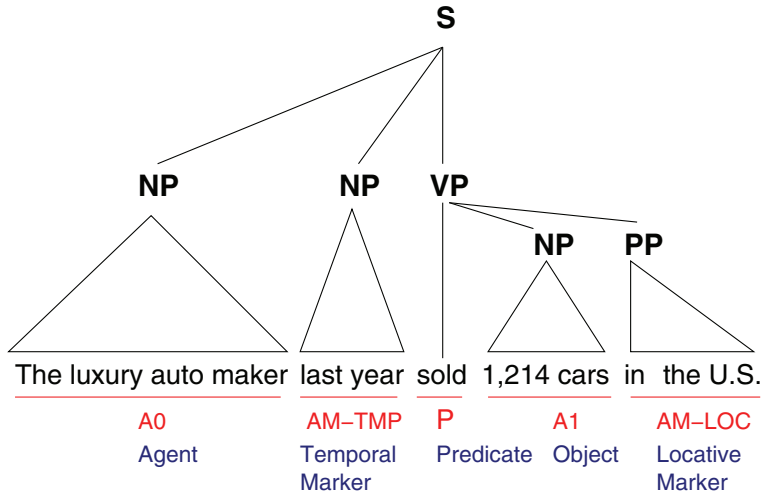 S
NP NP VP
NP PP
The luxury auto maker last year sold 1,214 cars in the U.S.
A0 AM−TMP P A1 AM−LOC
Agent Temporal Predicate Object Locative
Marker Marker